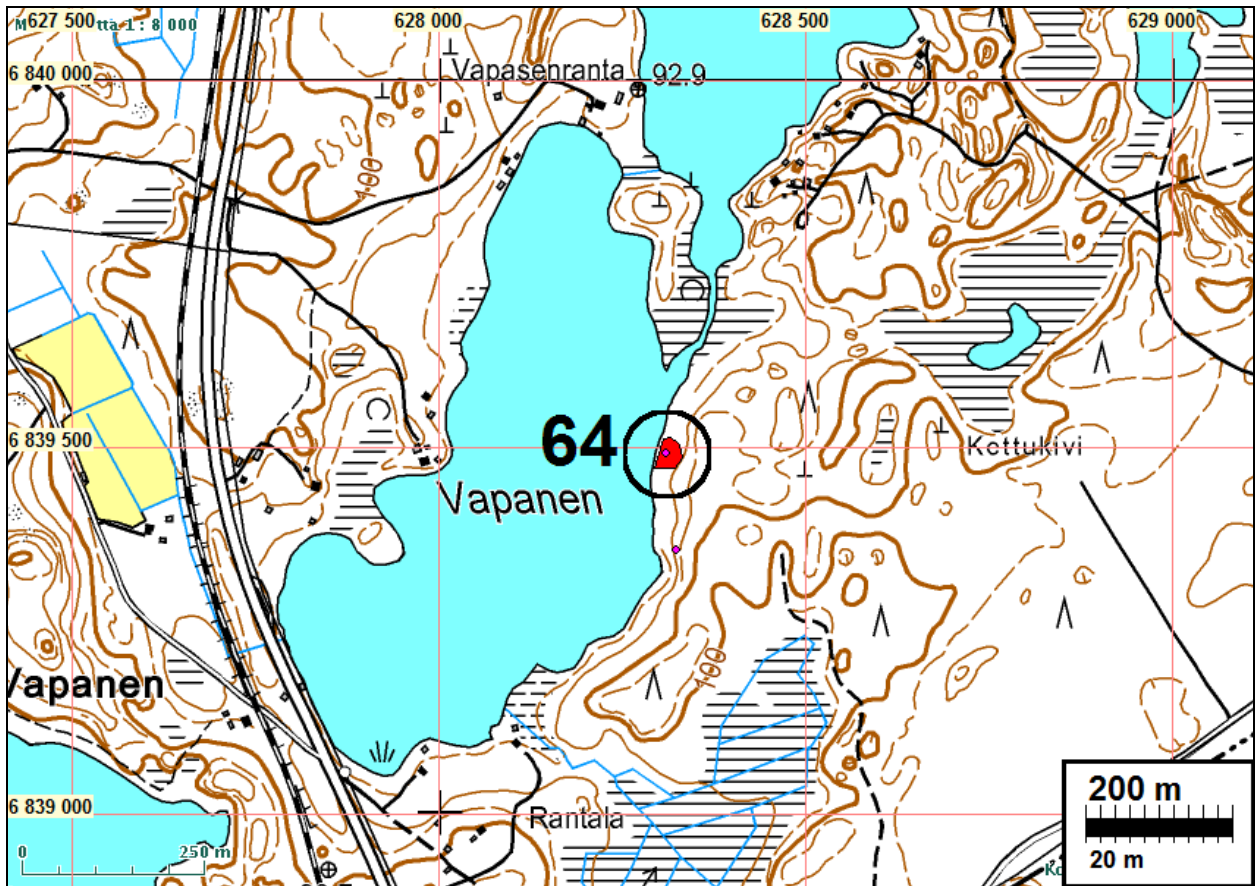 627 500
628 000
628 500
629 000
ttä 1 : 8 000
Vapasenranta
92.9
6 840 000
100
64
6 839 500
Kettukivi
Vapanen
100
Vapanen
6 839 000
Rantala
0 250 m
200 m
20 m